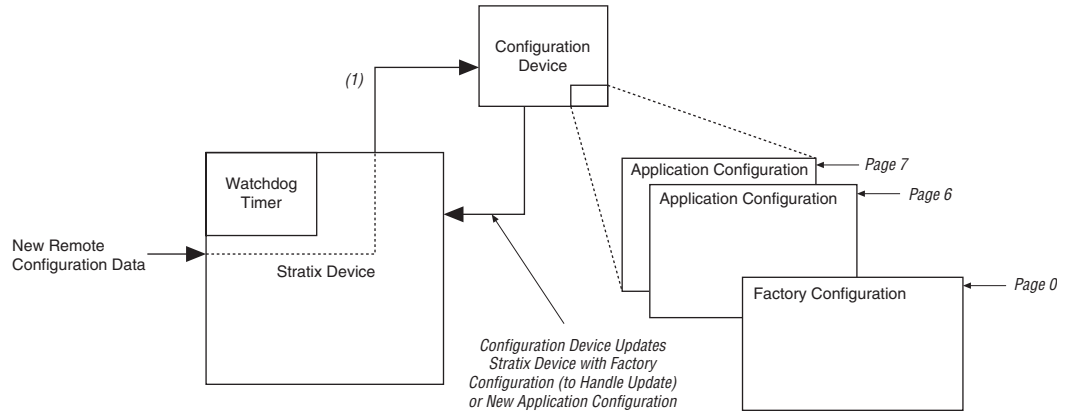 Configuration
Device
(1)
Watchdog
Timer
New Remote
Configuration Data
Stratix Device
Application Configuration
Page 7
Application Configuration
Page 6
Factory Configuration
Page 0
Configuration Device Updates
Stratix Device with Factory
Configuration (to Handle Update)
or New Application Configuration